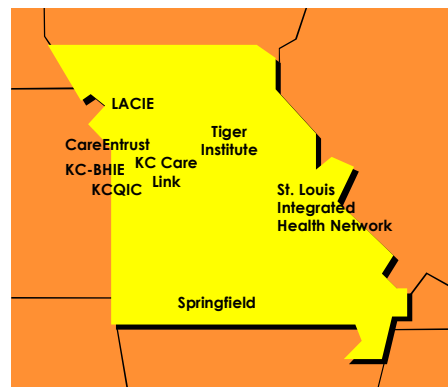 LACIE
CareEntrust
KC-BHIE
KCQIC
KC Care
Link
Tiger
Institute
St. Louis
Integrated
Health Network
Springfield